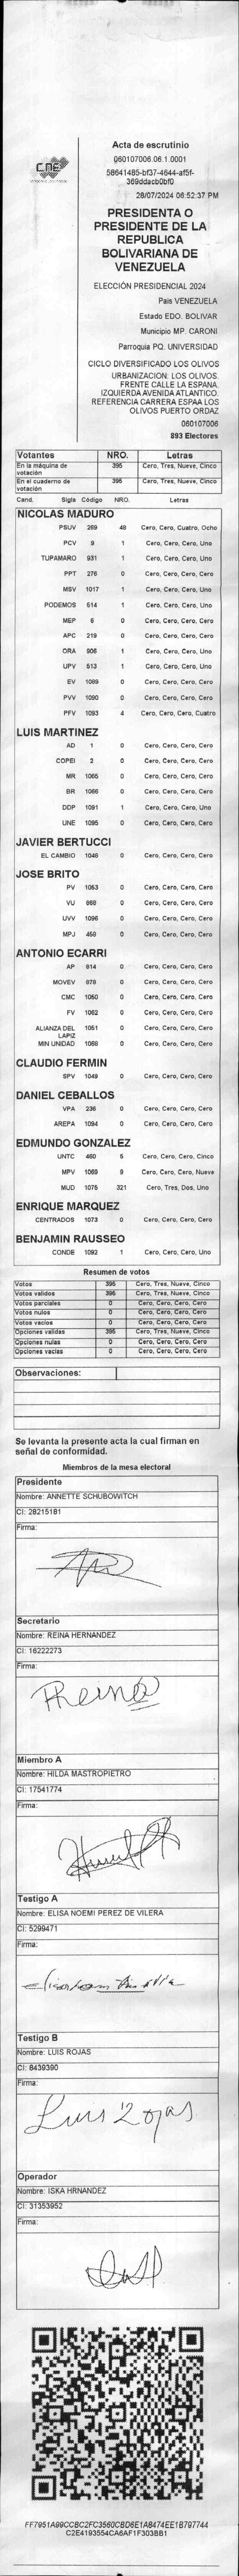 CNE
Acta de escrutinio
060107006.06.1.0001
58641485-bf37-4644-af5f-
369ddacb0bf0
28/07/2024 06:52:37 PM
PRESIDENTA O
PRESIDENTE DE LA
REPUBLICA
BOLIVARIANA DE
VENEZUELA
ELECCIÓN PRESIDENCIAL 2024
Pais VENEZUELA
Estado EDO. BOLIVAR
Municipio MP. CARONI
Parroquia PQ. UNIVERSIDAD
CICLO DIVERSIFICADO LOS OLIVOS
URBANIZACION: LOS OLIVOS.
FRENTE CALLE LA ESPANA.
IZQUIERDA AVENIDA ATLANTICO.
REFERENCIA CARRERA ESPAA LOS
OLIVOS PUERTO ORDAZ
060107006
893 Electores
Votantes NRO. Letras
En la máquina de votación 395 Cero, Tres, Nueve, Cinco
En el cuaderno de votación 395 Cero, Tres, Nueve, Cinco
Cand. Sigla Código NRO. Letras
NICOLAS MADURO
PSUV 269 48 Cero, Cero, Cuatro, Ocho
PCV 9 1 Cero, Cero, Cero, Uno
TUPAMARO 931 1 Cero, Cero, Cero, Uno
PPT 276 0 Cero, Cero, Cero, Cero
MSV 1017 1 Cero, Cero, Cero, Uno
PODEMOS 514 1 Cero, Cero, Cero, Uno
MEP 6 0 Cero, Cero, Cero, Cero
APC 219 0 Cero, Cero, Cero, Cero
ORA 906 1 Cero, Cero, Cero, Uno
UPV 513 1 Cero, Cero, Cero, Uno
EV 1089 0 Cero, Cero, Cero, Cero
PVV 1090 0 Cero, Cero, Cero, Cero
PFV 1093 4 Cero, Cero, Cero, Cuatro
LUIS MARTINEZ
AD 1 0 Cero, Cero, Cero, Cero
COPEI 2 0 Cero, Cero, Cero, Cero
MR 1065 0 Cero, Cero, Cero, Cero
BR 1066 0 Cero, Cero, Cero, Cero
DDP 1091 1 Cero, Cero, Cero, Uno
UNE 1095 0 Cero, Cero, Cero, Cero
JAVIER BERTUCCI
EL CAMBIO 1046 0 Cero, Cero, Cero, Cero
JOSE BRITO
PV 1053 0 Cero, Cero, Cero, Cero
VU 868 0 Cero, Cero, Cero, Cero
UVV 1096 0 Cero, Cero, Cero, Cero
MPJ 458 0 Cero, Cero, Cero, Cero
ANTONIO ECARRI
AP 814 0 Cero, Cero, Cero, Cero
MOVEV 878 0 Cero, Cero, Cero, Cero
CMC 1050 0 Cero, Cero, Cero, Cero
FV 1062 0 Cero, Cero, Cero, Cero
ALIANZA DEL LAPIZ 1051 0 Cero, Cero, Cero, Cero
MIN UNIDAD 1068 0 Cero, Cero, Cero, Cero
CLAUDIO FERMIN
SPV 1049 0 Cero, Cero, Cero, Cero
DANIEL CEBALLOS
VPA 236 0 Cero, Cero, Cero, Cero
AREPA 1094 0 Cero, Cero, Cero, Cero
EDMUNDO GONZALEZ
UNTC 460 5 Cero, Cero, Cero, Cinco
MPV 1069 9 Cero, Cero, Cero, Nueve
MUD 1075 321 Cero, Tres, Dos, Uno
ENRIQUE MARQUEZ
CENTRADOS 1073 0 Cero, Cero, Cero, Cero
BENJAMIN RAUSSEO
CONDE 1092 1 Cero, Cero, Cero, Uno
Resumen de votos
Votos 395 Cero, Tres, Nueve, Cinco
Votos validos 395 Cero, Tres, Nueve, Cinco
Votos parciales 0 Cero, Cero, Cero, Cero
Votos nulos 0 Cero, Cero, Cero, Cero
Votos vacios 0 Cero, Cero, Cero, Cero
Opciones validas 395 Cero, Tres, Nueve, Cinco
Opciones nulas 0 Cero, Cero, Cero, Cero
Opciones vacias 0 Cero, Cero, Cero, Cero
Observaciones:
Se levanta la presente acta la cual firman en
señal de conformidad.
Miembros de la mesa electoral
Presidente
Nombre: ANNETTE SCHUBOWITCH
CI: 28215181
Firma:
Secretario
Nombre: REINA HERNANDEZ
CI: 16222273
Firma:
Reina
Miembro A
Nombre: HILDA MASTROPIETRO
CI: 17541774
Firma:
Testigo A
Nombre: ELISA NOEMI PEREZ DE VILERA
CI: 5299471
Firma:
Testigo B
Nombre: LUIS ROJAS
CI: 8439390
Firma:
Luis Rojas
Operador
Nombre: ISKA HRNANDEZ
CI: 31353952
Firma:
FF7951A99CCBC2FC3560CBD6E1A8474EE1B797744
C2E4193554CA6AF1F303BB1